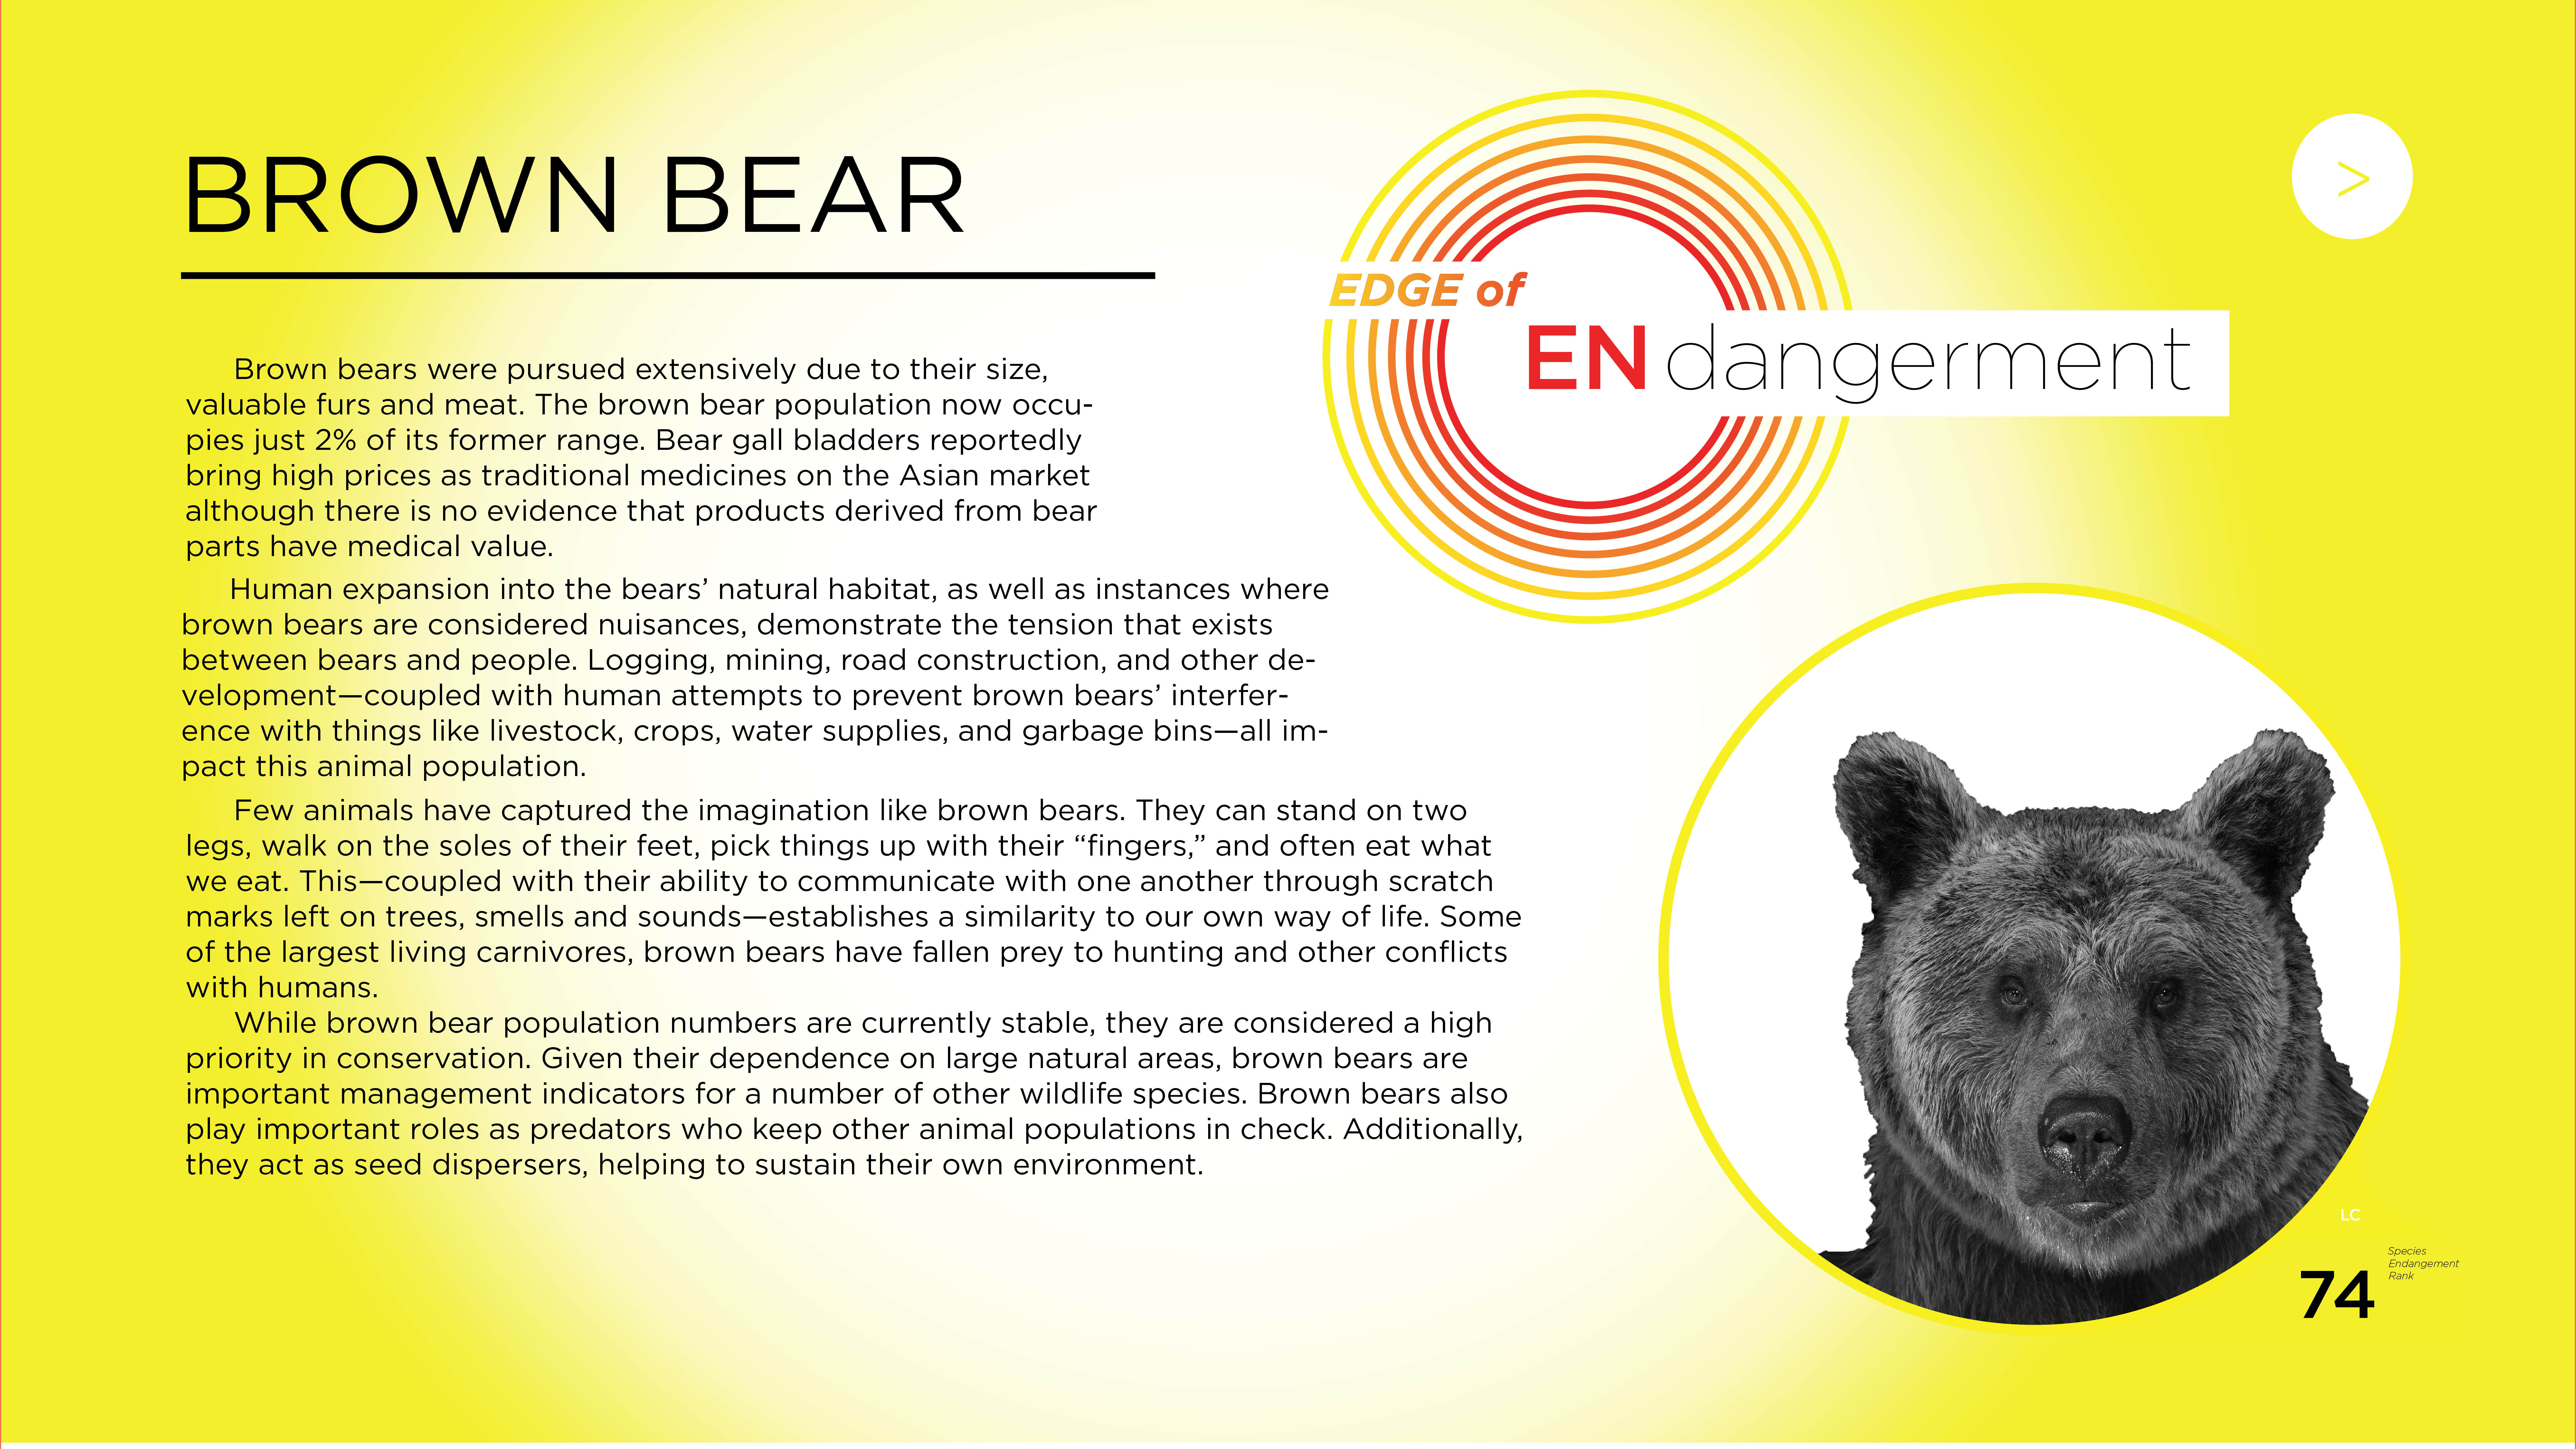 BROWN BEAR
>
EDGE of
ENdangerment
Brown bears were pursued extensively due to their size,
valuable furs and meat. The brown bear population now occu-
pies just 2% of its former range. Bear gall bladders reportedly
bring high prices as traditional medicines on the Asian market
although there is no evidence that products derived from bear
parts have medical value.
Human expansion into the bears’ natural habitat, as well as instances where
brown bears are considered nuisances, demonstrate the tension that exists
between bears and people. Logging, mining, road construction, and other de-
velopment—coupled with human attempts to prevent brown bears’ interfer-
ence with things like livestock, crops, water supplies, and garbage bins—all im-
pact this animal population.
Few animals have captured the imagination like brown bears. They can stand on two
legs, walk on the soles of their feet, pick things up with their “fingers,” and often eat what
we eat. This—coupled with their ability to communicate with one another through scratch
marks left on trees, smells and sounds—establishes a similarity to our own way of life. Some
of the largest living carnivores, brown bears have fallen prey to hunting and other conflicts
with humans.
While brown bear population numbers are currently stable, they are considered a high
priority in conservation. Given their dependence on large natural areas, brown bears are
important management indicators for a number of other wildlife species. Brown bears also
play important roles as predators who keep other animal populations in check. Additionally,
they act as seed dispersers, helping to sustain their own environment.
LC
74
Species
Endangement
Rank